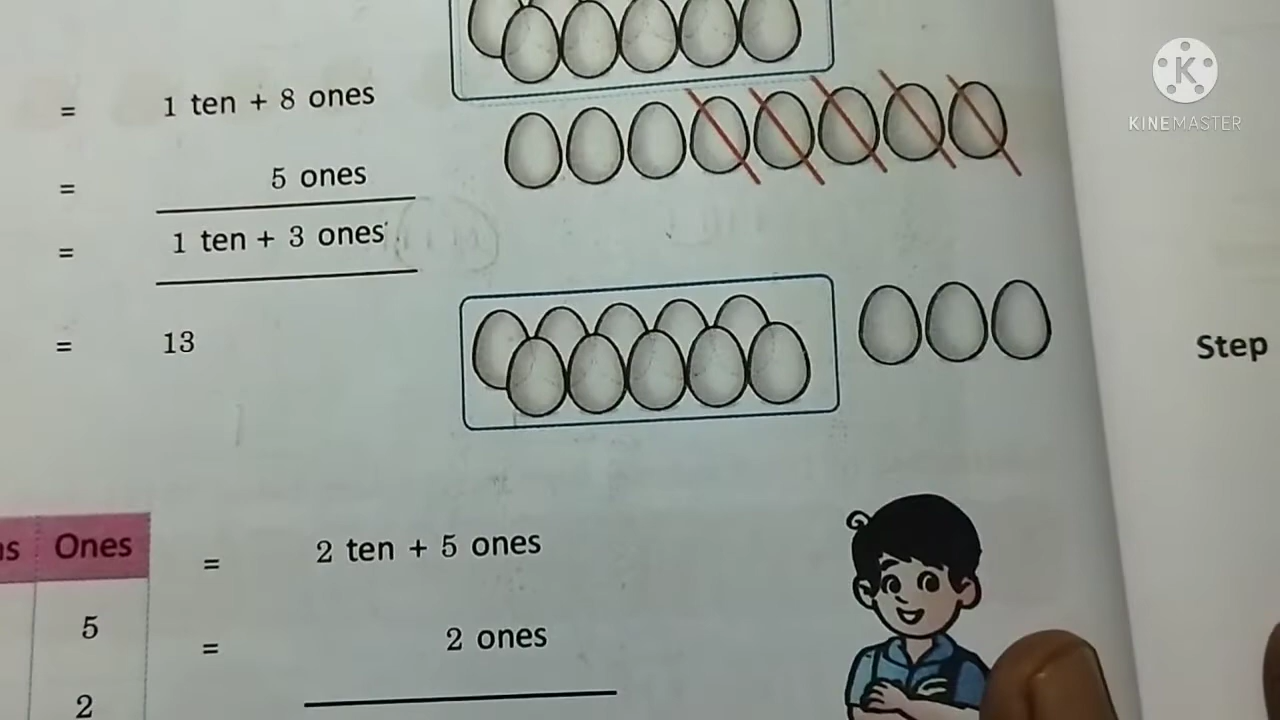 = 1 ten + 8 ones
= 5 ones
= 1 ten + 3 ones
= 13
Ones
= 2 ten + 5 ones
5
= 2 ones
2
Step
K
KINEMASTER